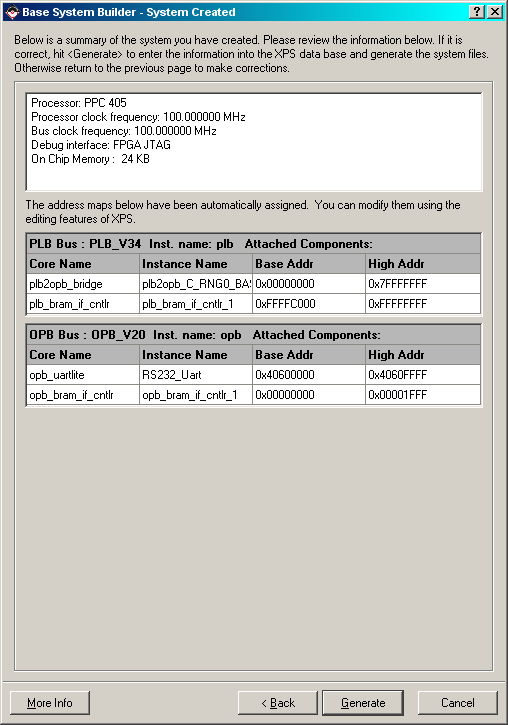 Base System Builder - System Created
Below is a summary of the system you have created. Please review the information below. If it is
correct, hit <Generate> to enter the information into the XPS data base and generate the system files.
Otherwise return to the previous page to make corrections.
Processor: PPC 405
Processor clock frequency: 100.000000 MHz
Bus clock frequency: 100.000000 MHz
Debug interface: FPGA JTAG
On Chip Memory : 24 KB
The address maps below have been automatically assigned. You can modify them using the
editing features of XPS.
PLB Bus : PLB_V34 Inst. name: plb Attached Components:
Core Name Instance Name Base Addr High Addr
plb2opb_bridge plb2opb_C_RNG0_BAS 0x00000000 0x7FFFFFFF
plb_bram_if_cntlr plb_bram_if_cntlr_1 0xFFFFC000 0xFFFFFFFF
OPB Bus : OPB_V20 Inst. name: opb Attached Components:
Core Name Instance Name Base Addr High Addr
opb_uartlite RS232_Uart 0x40600000 0x4060FFFF
opb_bram_if_cntlr opb_bram_if_cntlr_1 0x00000000 0x00001FFF
More Info < Back Generate Cancel